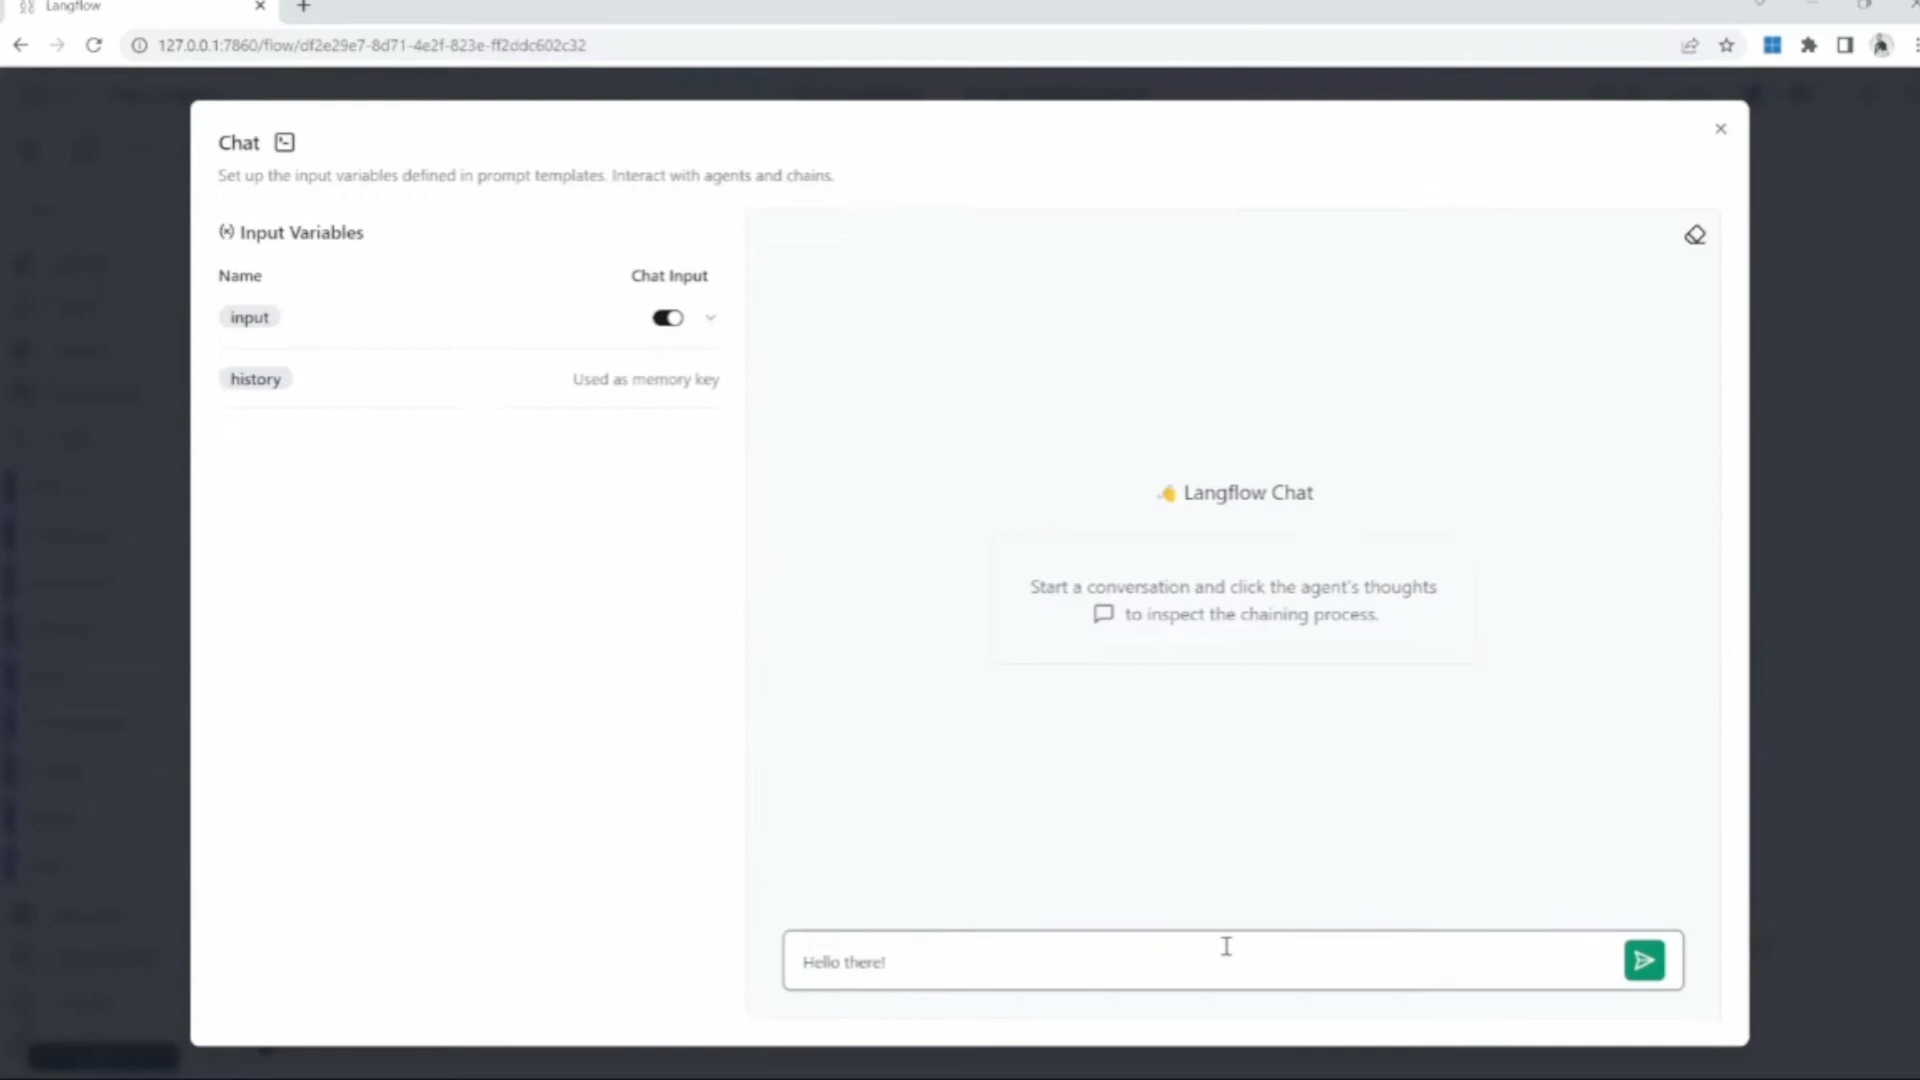 Langflow
127.0.0.1:7860/flow/df2e29e7-8d71-4e2f-823e-ff2ddc602c32
Chat
Set up the input variables defined in prompt templates. Interact with agents and chains.
Input Variables
Name Chat Input
input
history Used as memory key
Langflow Chat
Start a conversation and click the agent's thoughts
to inspect the chaining process.
Hello there!